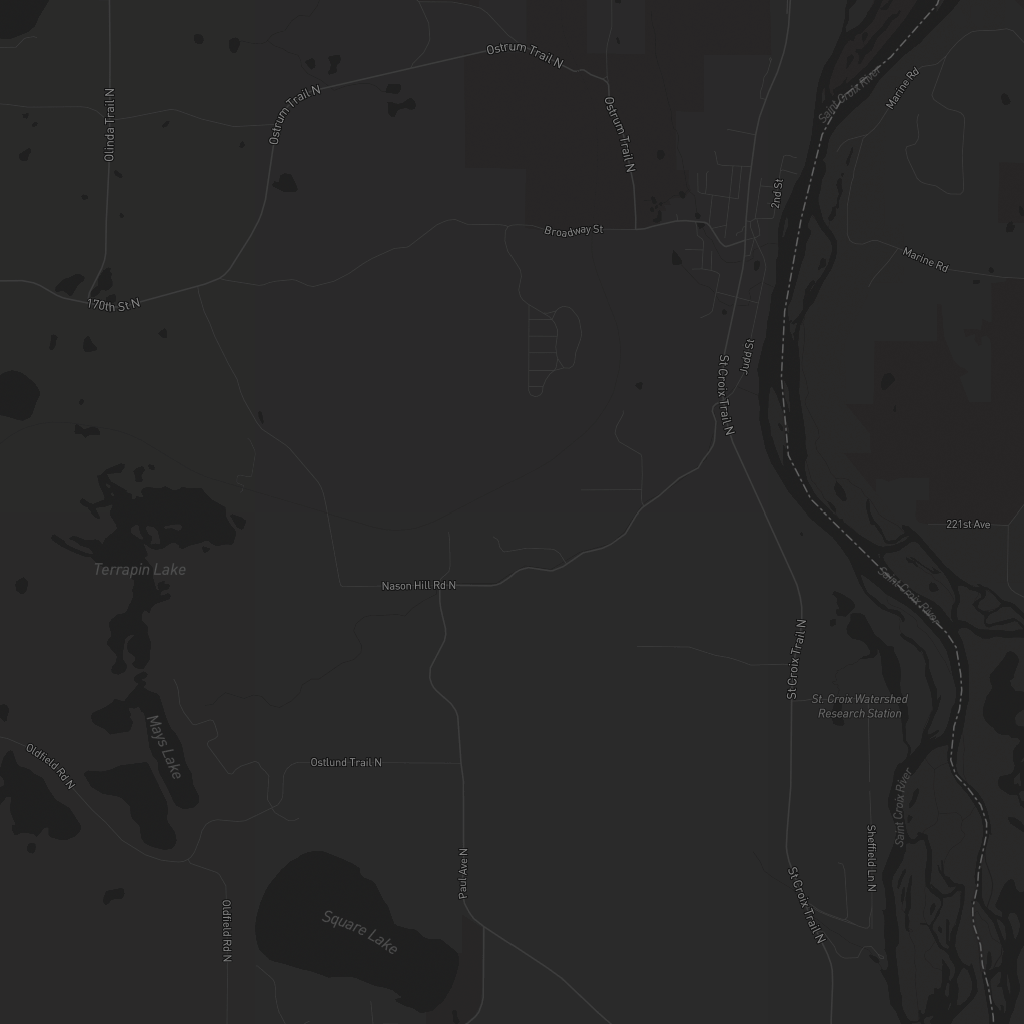 Ostrum Trail N
Saint Croix River
Marine Rd
Ostrum Trail N
Olinda Trail N
Ostrum Trail N
2nd St
Broadway St
Marine Rd
170th St N
Judd St
St Croix Trail N
221st Ave
Terrapin Lake
Nason Hill Rd N
Saint Croix River
St Croix Trail N
St. Croix Watershed
Research Station
Mays Lake
Oldfield Rd N
Ostlund Trail N
Saint Croix River
Sheffield Ln N
Paul Ave N
St Croix Trail N
Oldfield Rd N
Square Lake